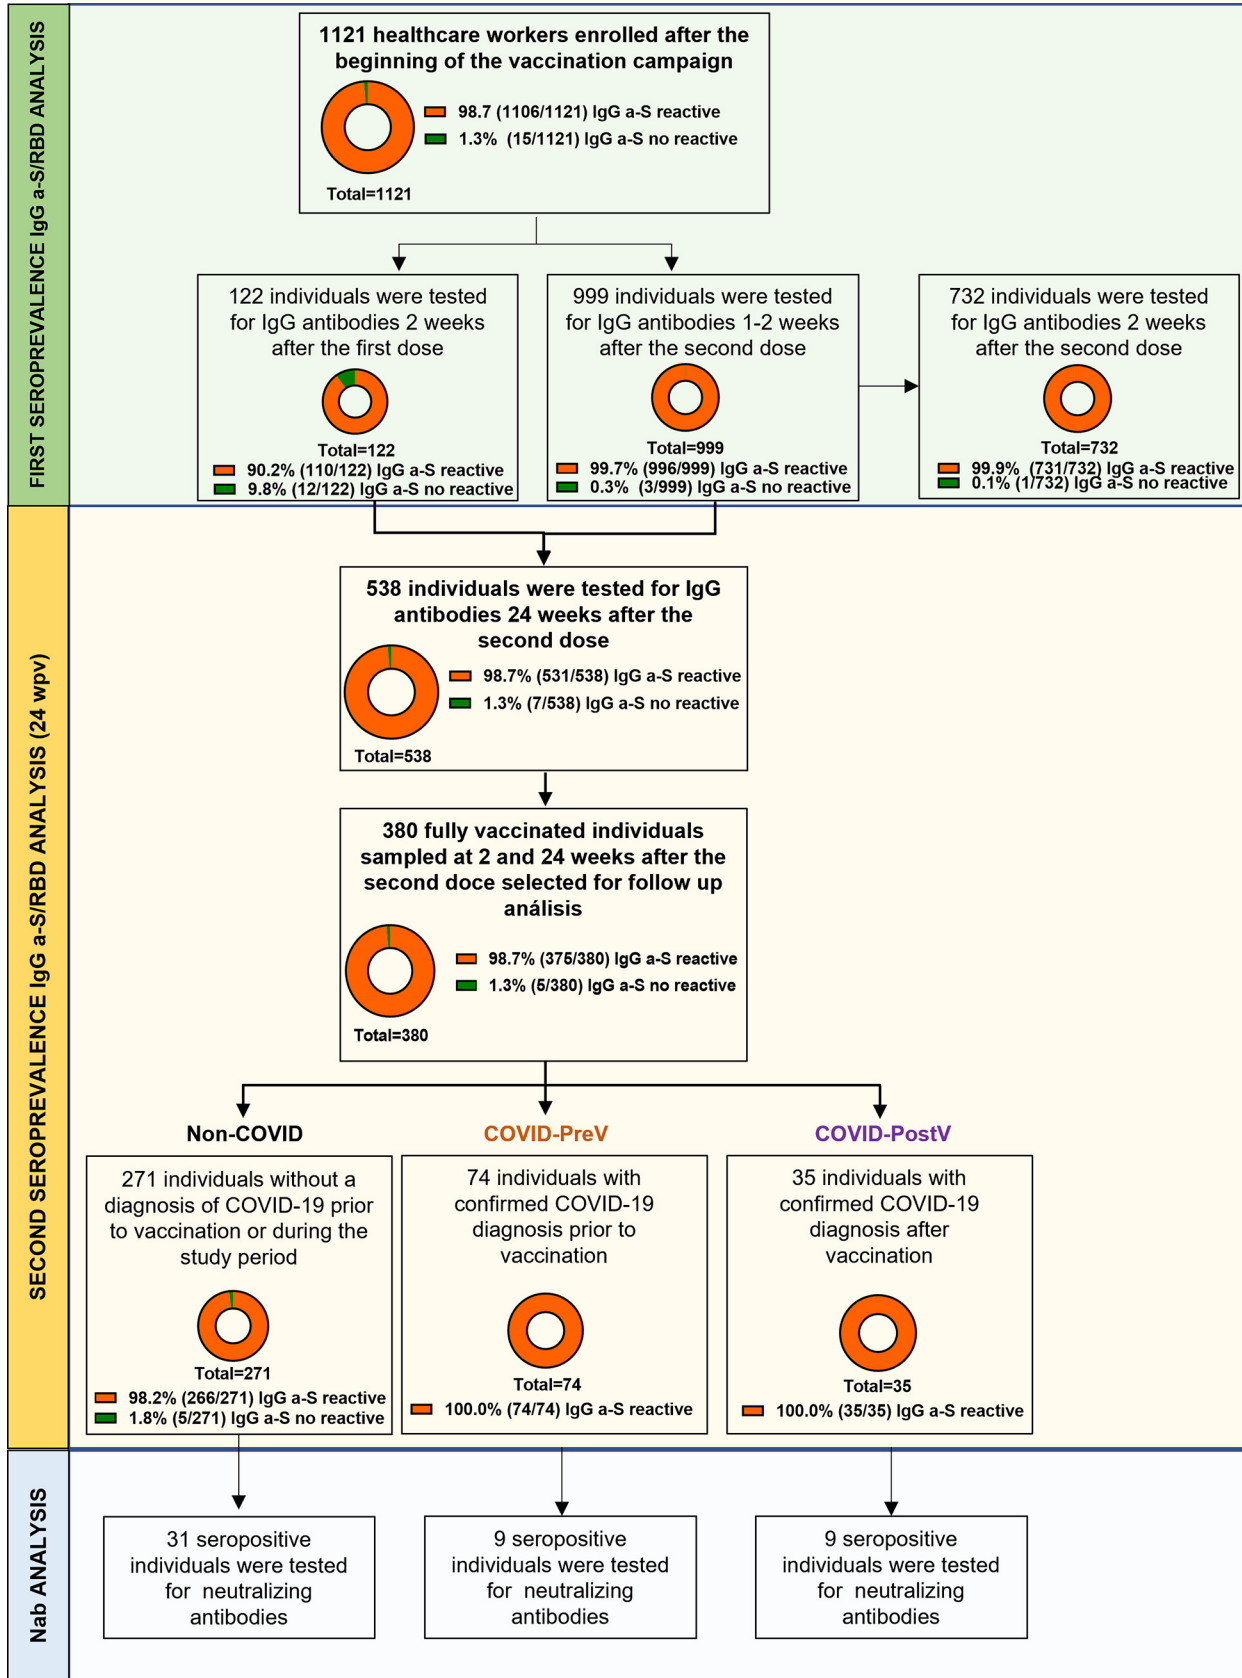 FIRST SEROPREVALENCE IgG a-S/RBD ANALYSIS
1121 healthcare workers enrolled after the
beginning of the vaccination campaign
98.7 (1106/1121) IgG a-S reactive
1.3% (15/1121) IgG a-S no reactive
Total=1121
122 individuals were tested
for IgG antibodies 2 weeks
after the first dose
Total=122
90.2% (110/122) IgG a-S reactive
9.8% (12/122) IgG a-S no reactive
999 individuals were tested
for IgG antibodies 1-2 weeks
after the second dose
Total=999
99.7% (996/999) IgG a-S reactive
0.3% (3/999) IgG a-S no reactive
732 individuals were tested
for IgG antibodies 2 weeks
after the second dose
Total=732
99.9% (731/732) IgG a-S reactive
0.1% (1/732) IgG a-S no reactive
SECOND SEROPREVALENCE IgG a-S/RBD ANALYSIS (24 wpv)
538 individuals were tested for IgG
antibodies 24 weeks after the
second dose
98.7% (531/538) IgG a-S reactive
1.3% (7/538) IgG a-S no reactive
Total=538
380 fully vaccinated individuals
sampled at 2 and 24 weeks after the
second doce selected for follow up
análisis
98.7% (375/380) IgG a-S reactive
1.3% (5/380) IgG a-S no reactive
Total=380
Non-COVID
271 individuals without a
diagnosis of COVID-19 prior
to vaccination or during the
study period
Total=271
98.2% (266/271) IgG a-S reactive
1.8% (5/271) IgG a-S no reactive
COVID-PreV
74 individuals with
confirmed COVID-19
diagnosis prior to
vaccination
Total=74
100.0% (74/74) IgG a-S reactive
COVID-PostV
35 individuals with
confirmed COVID-19
diagnosis after
vaccination
Total=35
100.0% (35/35) IgG a-S reactive
Nab ANALYSIS
31 seropositive
individuals were tested
for neutralizing
antibodies
9 seropositive
individuals were tested
for neutralizing
antibodies
9 seropositive
individuals were tested
for neutralizing
antibodies